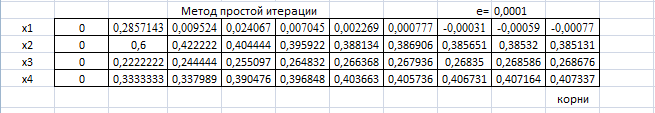 Метод простой итерации e= 0,0001
x1 0 0,2857143 0,009524 0,024067 0,007045 0,002269 0,000777 -0,00031 -0,00059 -0,00077
x2 0 0,6 0,422222 0,404444 0,395922 0,388134 0,386906 0,385651 0,38532 0,385131
x3 0 0,2222222 0,244444 0,255097 0,264832 0,266368 0,267936 0,26835 0,268586 0,268676
x4 0 0,3333333 0,337989 0,390476 0,396848 0,403663 0,405736 0,406731 0,407164 0,407337
корни